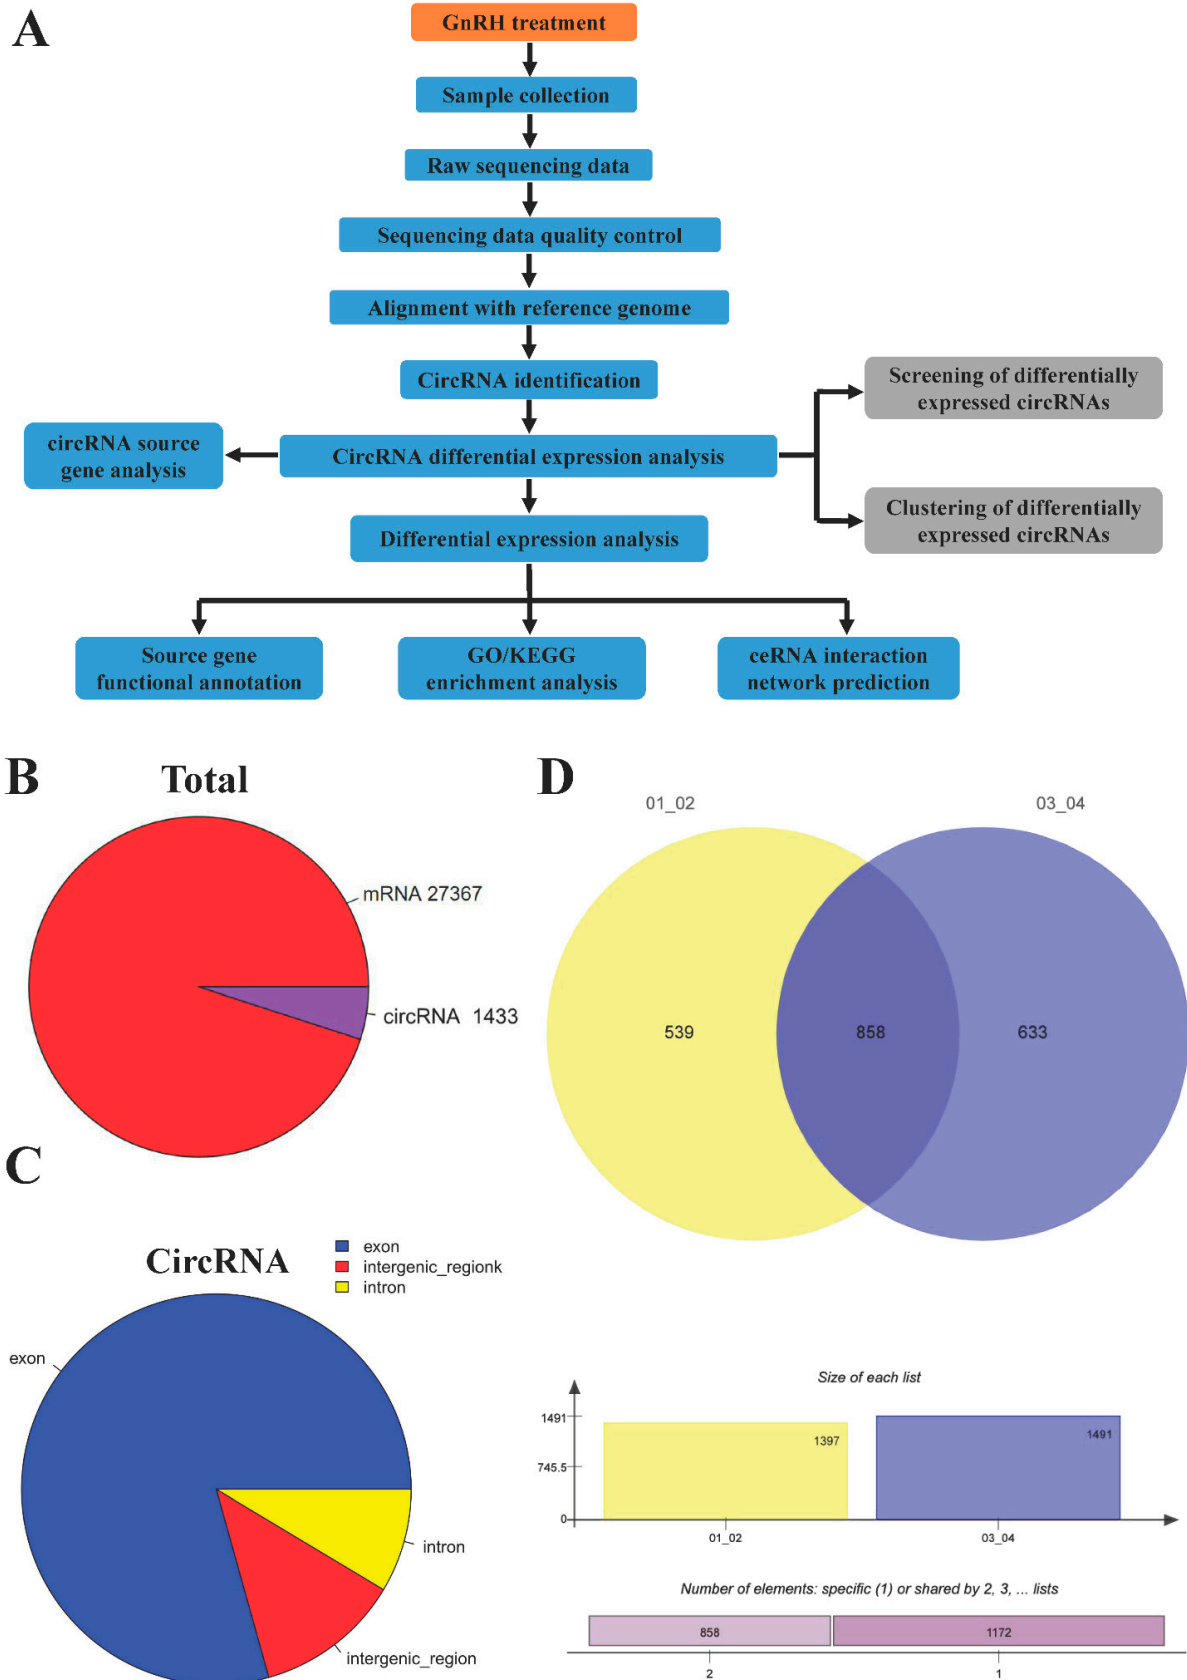 A
GnRH treatment
Sample collection
Raw sequencing data
Sequencing data quality control
Alignment with reference genome
CircRNA identification
Screening of differentially
expressed circRNAs
circRNA source
gene analysis
CircRNA differential expression analysis
Clustering of differentially
expressed circRNAs
Differential expression analysis
Source gene
functional annotation
GO/KEGG
enrichment analysis
ceRNA interaction
network prediction
B
Total
mRNA 27367
circRNA 1433
C
CircRNA
exon
intergenic_regionk
intron
exon
intron
intergenic_region
D
01_02
03_04
539
858
633
Size of each list
1491
745.5
0
1397
1491
01_02
03_04
Number of elements: specific (1) or shared by 2, 3, ... lists
858
1172
2
1